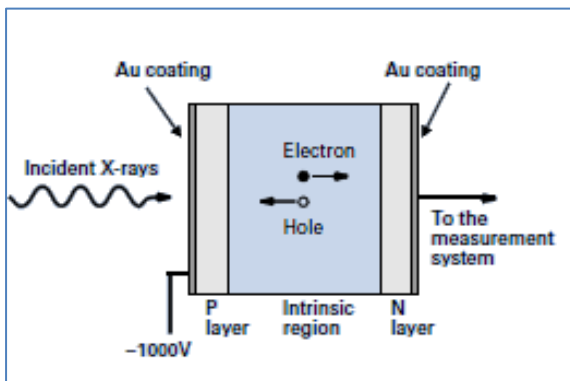 Au coating
Au coating
Incident X-rays
Electron
Hole
To the
measurement
system
P
layer
Intrinsic
region
N
layer
–1000V